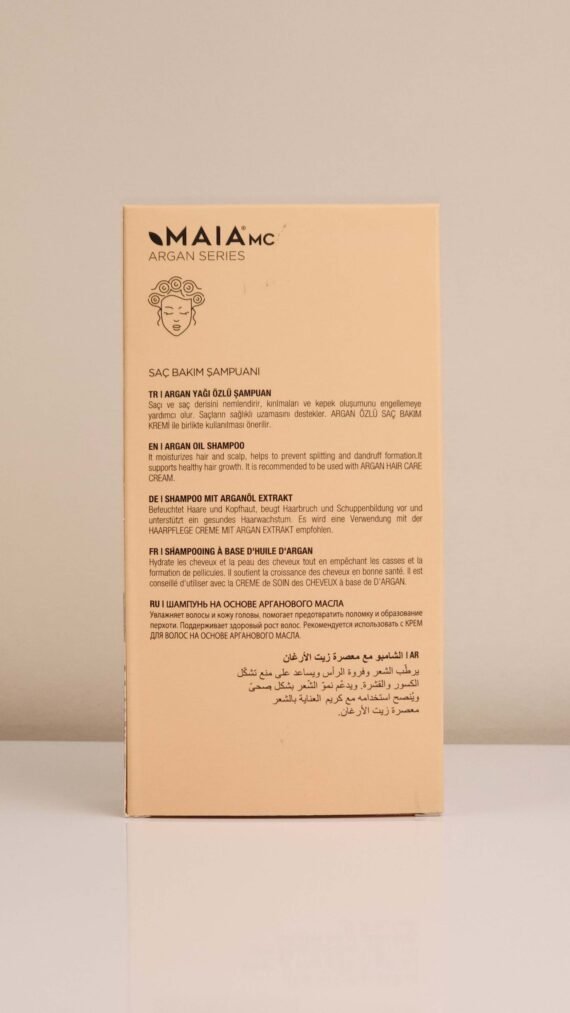 MAIA® MC
ARGAN SERIES
SAÇ BAKIM ŞAMPUANI
TR | ARGAN YAĞI ÖZLÜ ŞAMPUAN
Saçı ve saç derisini nemlendirir, kırılmaları ve kepek oluşumunu engellemeye
yardımcı olur. Saçların sağlıklı uzamasını destekler. ARGAN ÖZLÜ SAÇ BAKIM
KREMİ ile birlikte kullanılması önerilir.
EN | ARGAN OIL SHAMPOO
It moisturizes hair and scalp, helps to prevent splitting and dandruff formation.It
supports healthy hair growth. It is recommended to be used with ARGAN HAIR CARE
CREAM.
DE | SHAMPOO MIT ARGANÖL EXTRAKT
Befeuchtet Haare und Kopfhaut, beugt Haarbruch und Schuppenbildung vor und
unterstützt ein gesundes Haarwachstum. Es wird eine Verwendung mit der
HAARPFLEGE CREME MIT ARGAN EXTRAKT empfohlen.
FR | SHAMPOOING À BASE D'HUILE D'ARGAN
Hydrate les cheveux et la peau des cheveux tout en empêchant les casses et la
formation de pellicules. Il soutient la croissance des cheveux en bonne santé. Il est
conseillé d'utiliser avec la CREME de SOIN des CHEVEUX à base de D'ARGAN.
RU | ШАМПУНЬ НА ОСНОВЕ АРГАНОВОГО МАСЛА
Увлажняет волосы и кожу головы, помогает предотвратить поломку и образование
перхоти. Поддерживает здоровый рост волос. Рекомендуется использовать с КРЕМ
ДЛЯ ВОЛОС НА ОСНОВЕ АРГАНОВОГО МАСЛА.
AR | الشامبو مع معصرة زيت الأرغان
يرطّب الشعر وفروة الرأس ويساعد على منع تشكّل
الكسور والقشرة. ويدعّم نموّ الشّعر بشكل صحيّ
ويُنصح استخدامه مع كريم العناية بالشعر
معصرة زيت الأرغان.